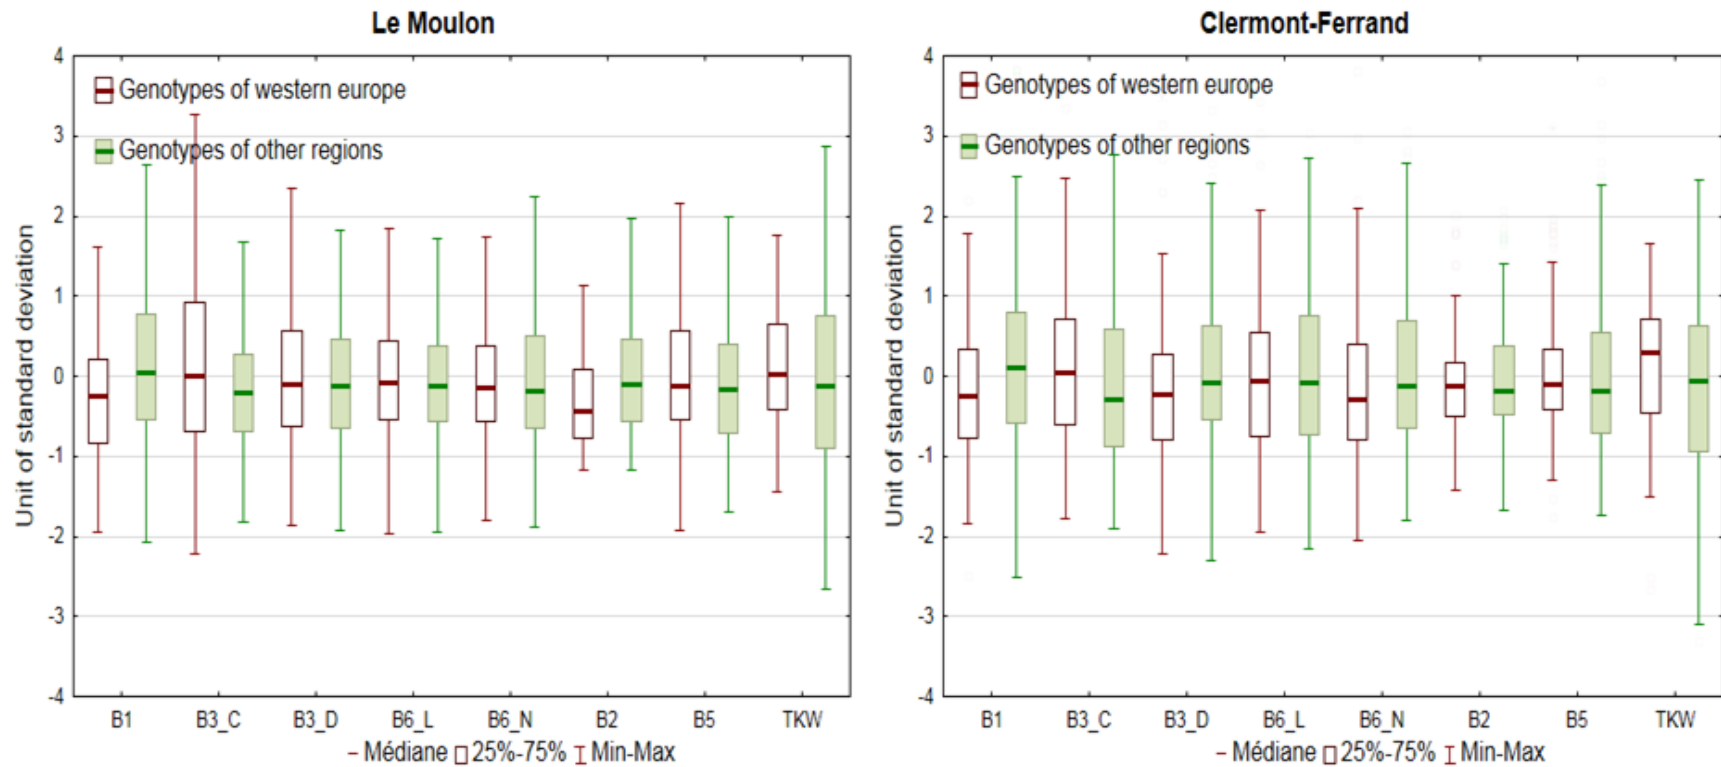 Le Moulon
Clermont-Ferrand
Unit of standard deviation
4
3
2
1
0
-1
-2
-3
-4
Genotypes of western europe
Genotypes of other regions
B1 B3_C B3_D B6_L B6_N B2 B5 TKW
Médiane 25%-75% Min-Max
Unit of standard deviation
4
3
2
1
0
-1
-2
-3
-4
Genotypes of western europe
Genotypes of other regions
B1 B3_C B3_D B6_L B6_N B2 B5 TKW
Médiane 25%-75% Min-Max